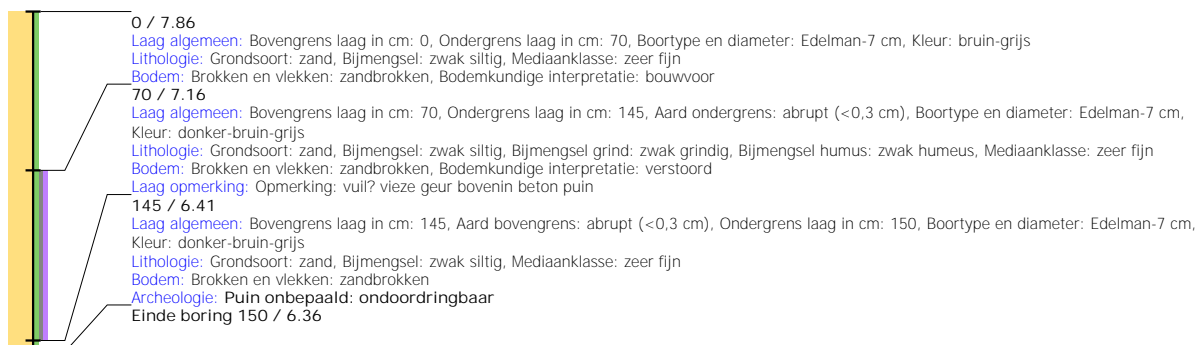 0 / 7.86
Laag algemeen: Bovengrens laag in cm: 0, Ondergrens laag in cm: 70, Boortype en diameter: Edelman-7 cm, Kleur: bruin-grijs
Lithologie: Grondsoort: zand, Bijmengsel: zwak siltig, Mediaanklasse: zeer fijn
Bodem: Brokken en vlekken: zandbrokken, Bodemkundige interpretatie: bouwvoor
70 / 7.16
Laag algemeen: Bovengrens laag in cm: 70, Ondergrens laag in cm: 145, Aard ondergrens: abrupt (<0,3 cm), Boortype en diameter: Edelman-7 cm,
Kleur: donker-bruin-grijs
Lithologie: Grondsoort: zand, Bijmengsel: zwak siltig, Bijmengsel grind: zwak grindig, Bijmengsel humus: zwak humeus, Mediaanklasse: zeer fijn
Bodem: Brokken en vlekken: zandbrokken, Bodemkundige interpretatie: verstoord
Laag opmerking: Opmerking: vuil? vieze geur bovenin beton puin
145 / 6.41
Laag algemeen: Bovengrens laag in cm: 145, Aard bovengrens: abrupt (<0,3 cm), Ondergrens laag in cm: 150, Boortype en diameter: Edelman-7 cm,
Kleur: donker-bruin-grijs
Lithologie: Grondsoort: zand, Bijmengsel: zwak siltig, Mediaanklasse: zeer fijn
Bodem: Brokken en vlekken: zandbrokken
Archeologie: Puin onbepaald: ondoordringbaar
Einde boring 150 / 6.36